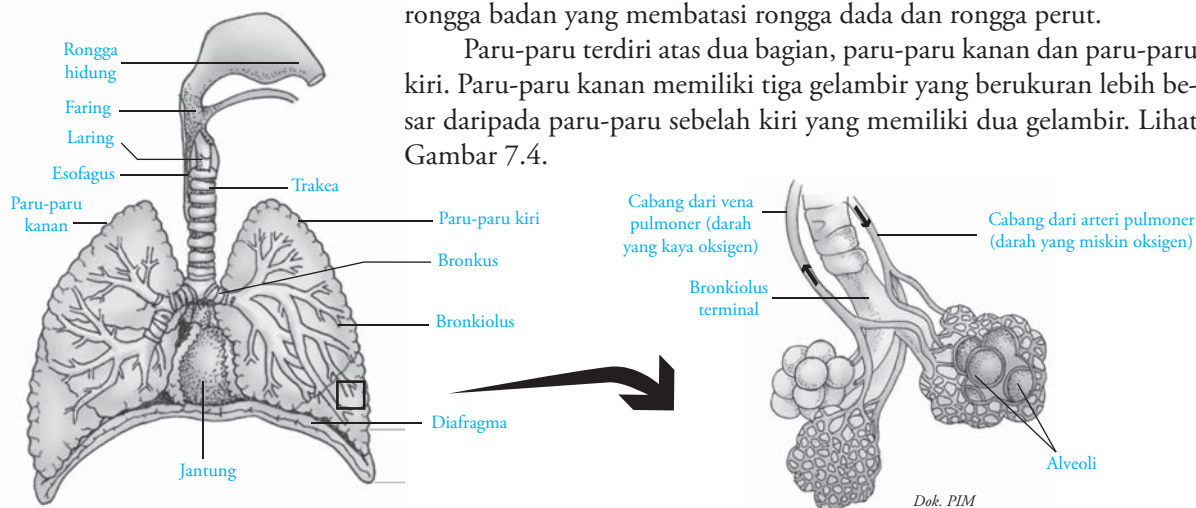 rongga badan yang membatasi rongga dada dan rongga perut.
Paru-paru terdiri atas dua bagian, paru-paru kanan dan paru-paru
kiri. Paru-paru kanan memiliki tiga gelambir yang berukuran lebih be-
sar daripada paru-paru sebelah kiri yang memiliki dua gelambir. Lihat
Gambar 7.4.
Rongga
hidung
Faring
Laring
Esofagus
Trakea
Paru-paru
kanan
Paru-paru kiri
Bronkus
Bronkiolus
Diafragma
Jantung
Cabang dari vena
pulmoner (darah
yang kaya oksigen)
Cabang dari arteri pulmoner
(darah yang miskin oksigen)
Bronkiolus
terminal
Alveoli
Dok. PIM